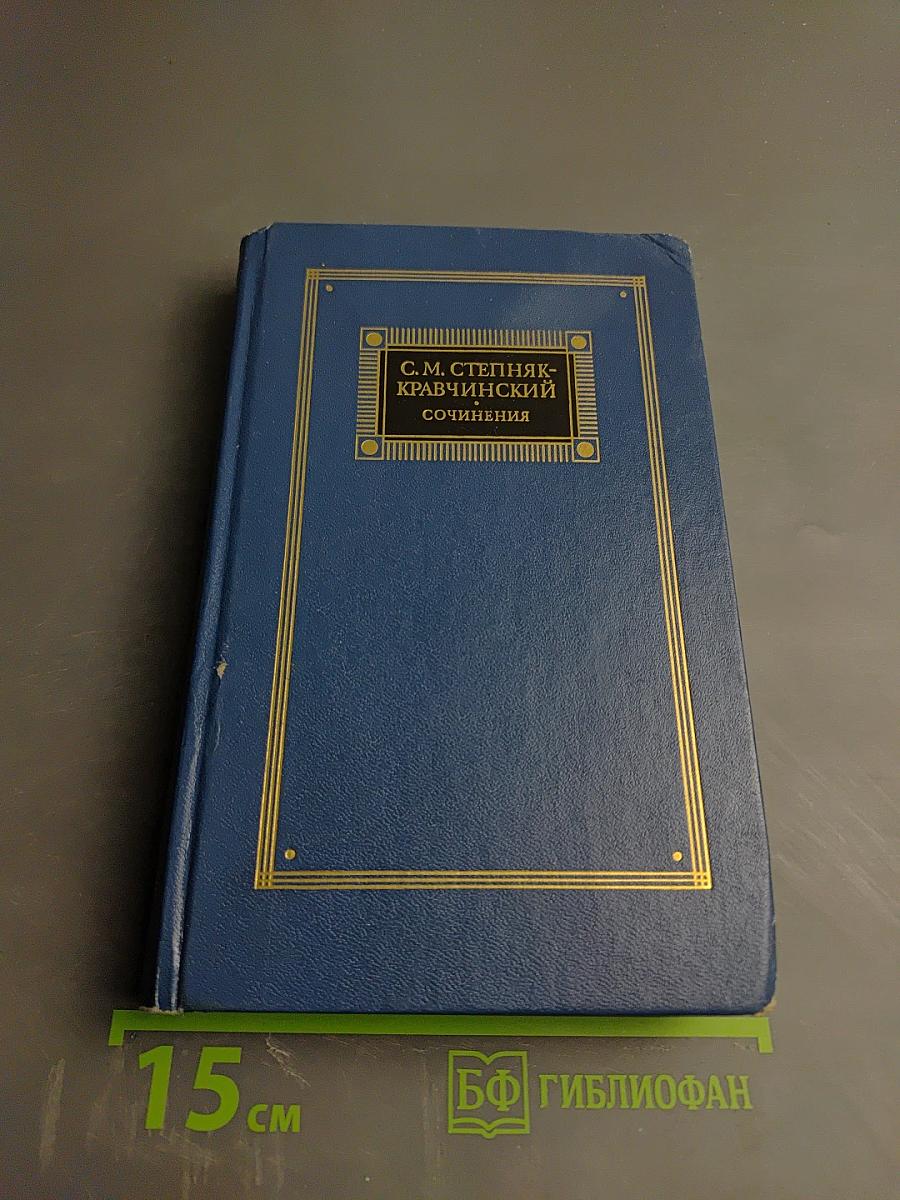 С. М. СТЕПНЯК-
КРАВЧИНСКИЙ
СОЧИНЕНИЯ
15 см
БФ ГИБЛИОФАН